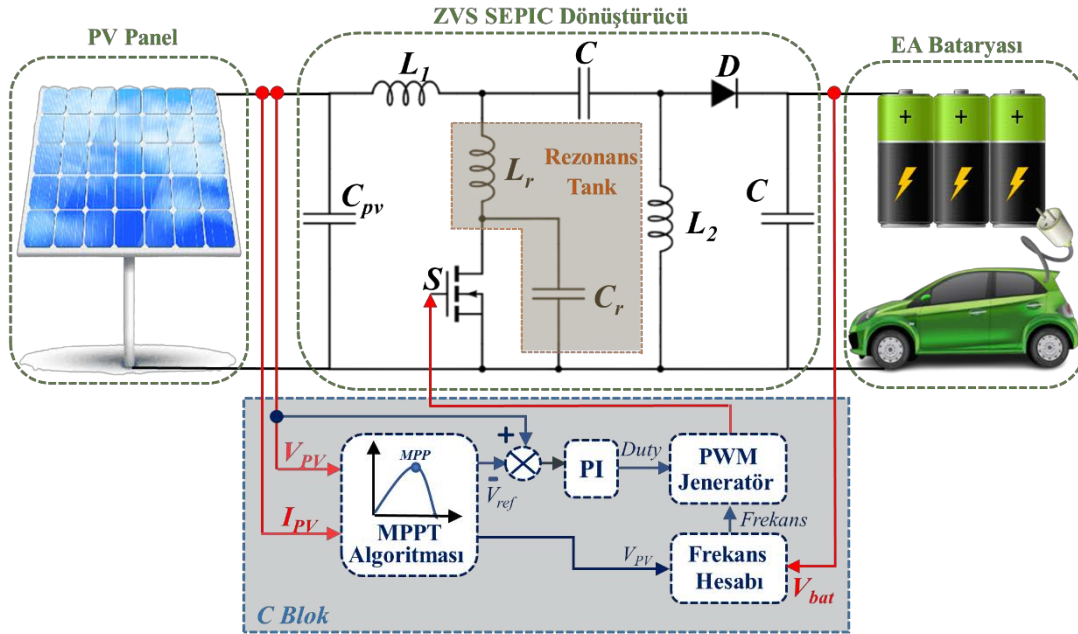 ZVS SEPIC Dönüştürücü
PV Panel
EA Bataryası
L1
C
D
+ + +
Lr
Rezonans
Tank
Cpv
L2
C
S
Cr
+
VPV
MPP
Duty
PI
PWM
Jeneratör
-
Vref
IPV
MPPT
Algoritması
Frekans
VPV
Frekans
Hesabı
Vbat
C Blok